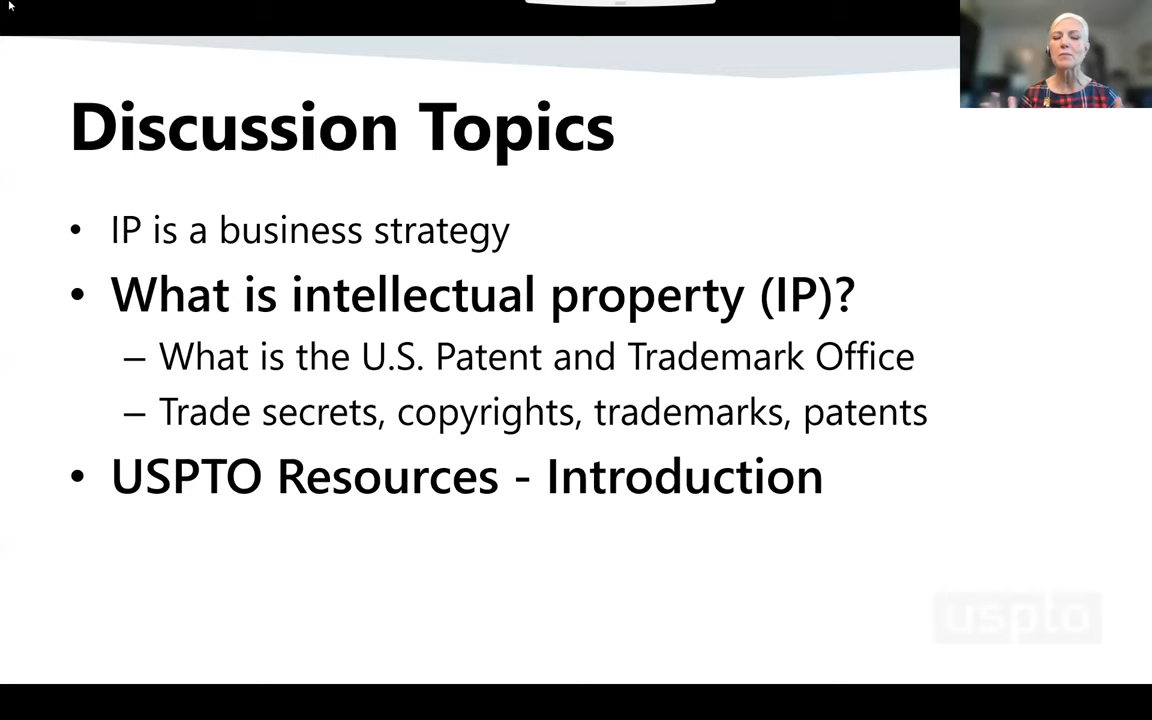 Discussion Topics
• IP is a business strategy
• What is intellectual property (IP)?
– What is the U.S. Patent and Trademark Office
– Trade secrets, copyrights, trademarks, patents
• USPTO Resources - Introduction
uspto